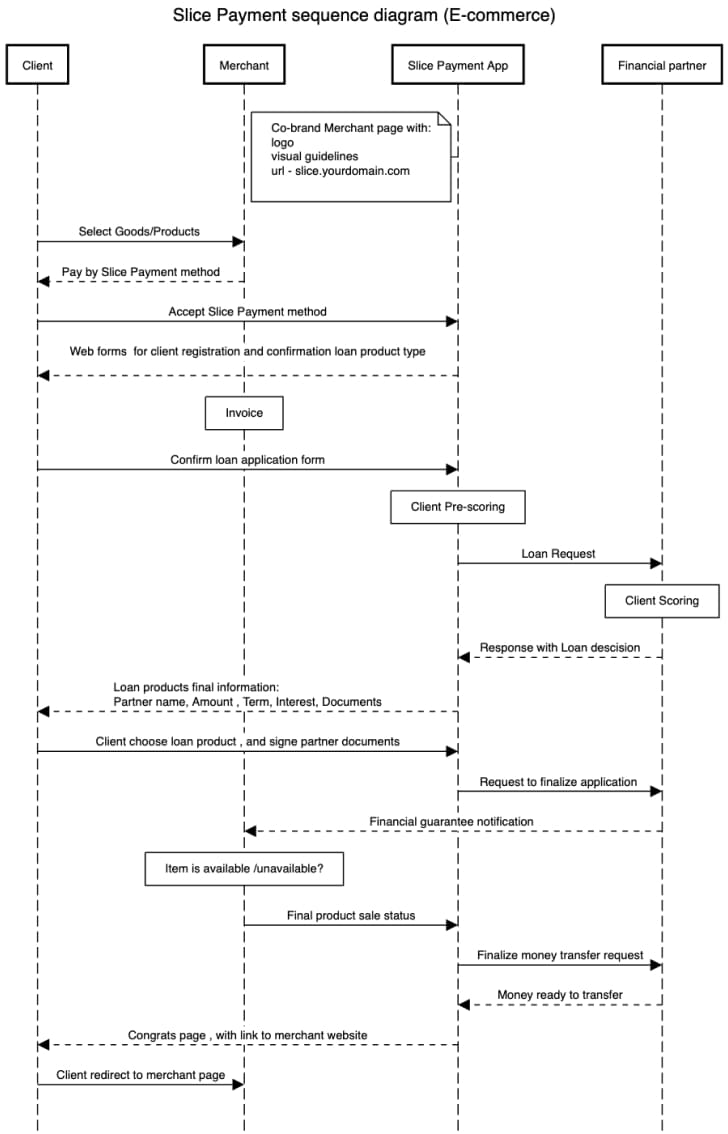 Slice Payment sequence diagram (E-commerce)
Client
Merchant
Slice Payment App
Financial partner
Co-brand Merchant page with:
logo
visual guidelines
url - slice.yourdomain.com
Select Goods/Products
Pay by Slice Payment method
Accept Slice Payment method
Web forms  for client registration and confirmation loan product type
Invoice
Confirm loan application form
Client Pre-scoring
Loan Request
Client Scoring
Response with Loan descision
Loan products final information:
Partner name, Amount , Term, Interest, Documents
Client choose loan product , and signe partner documents
Request to finalize application
Financial guarantee notification
Item is available /unavailable?
Final product sale status
Finalize money transfer request
Money ready to transfer
Congrats page , with link to merchant website
Client redirect to merchant page